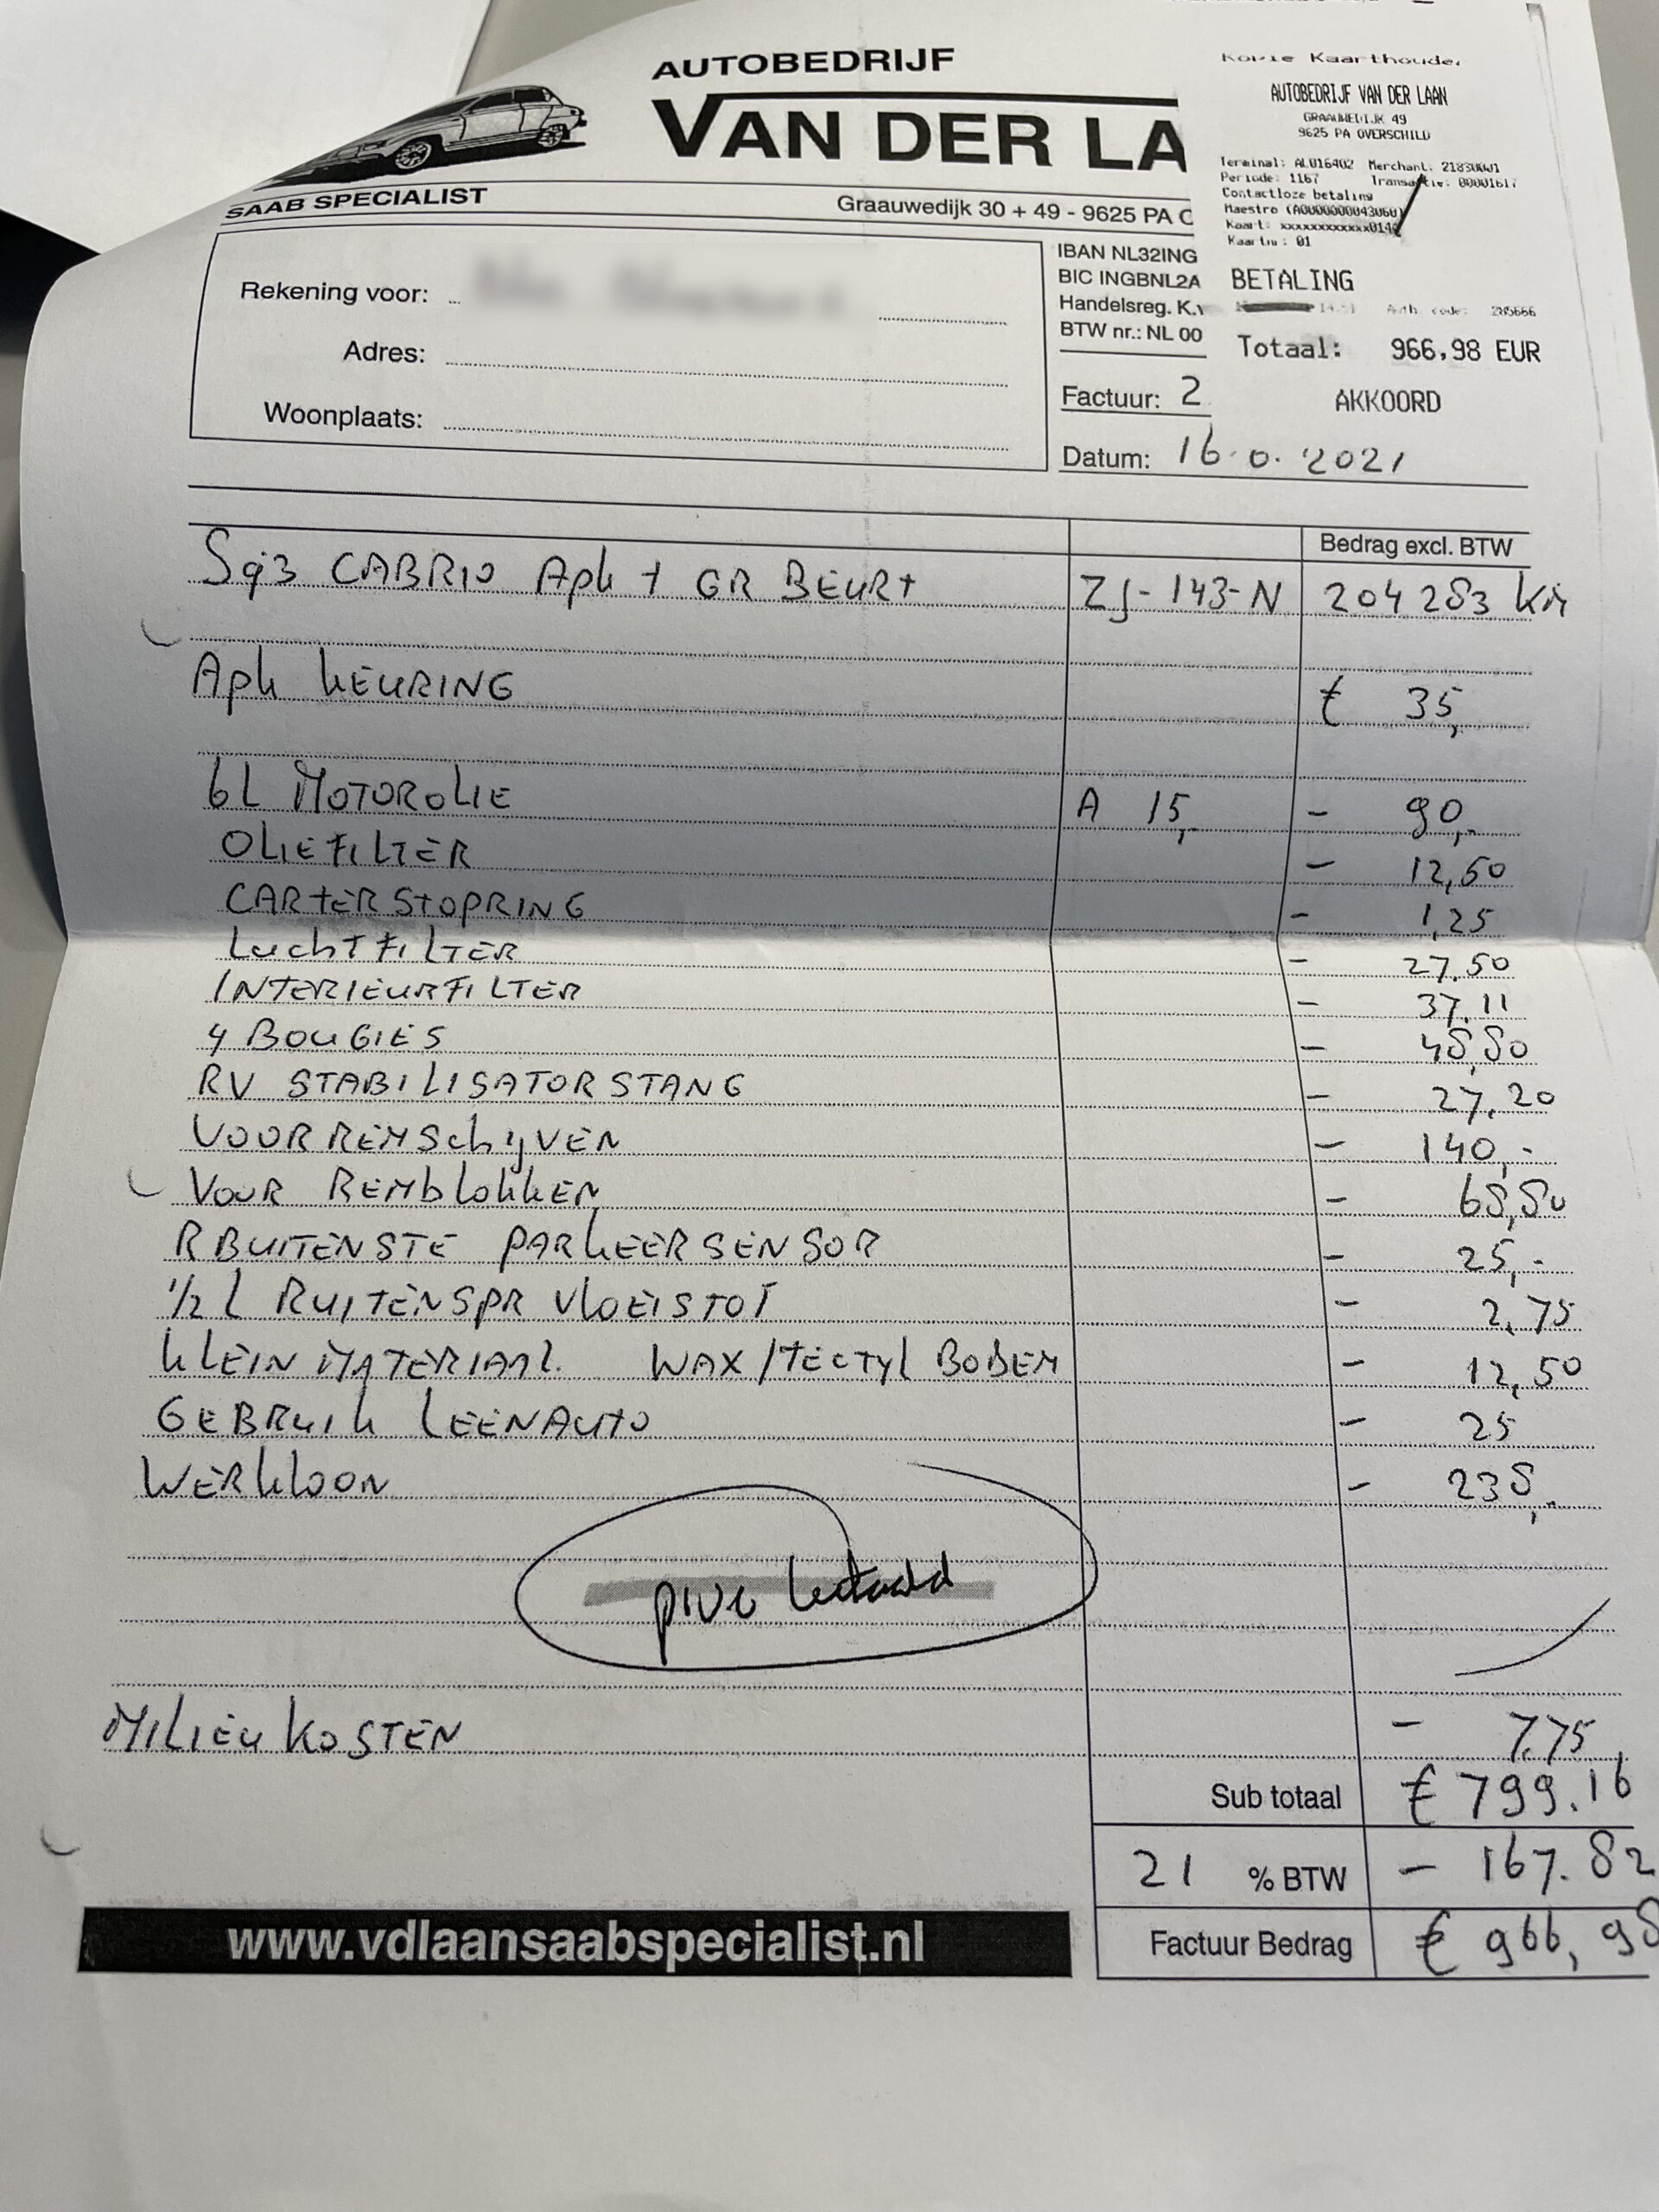 AUTOBEDRIJF
VAN DER LA
SAAB SPECIALIST
Graauwedijk 30 + 49 - 9625 PA O
Kopie Kaarthouder
AUTOBEDRIJF VAN DER LAAN
GRAAUWEDIJK 49
9625 PA OVERSCHILD
Terminal: AL016402 Merchant:
Periode: 1167 Transactie: 00001617
Contactloze betaling
Maestro
Kaart:
Kaartnr: 01
BETALING
Auth. code: 285666
Totaal: 966,98 EUR
AKKOORD
Rekening voor:
Adres:
Woonplaats:
IBAN NL32ING
BIC INGBNL2A
Handelsreg. K.v
BTW nr.: NL 00
Factuur: 2
Datum: 16.0.2021
Bedrag excl. BTW
S93 CABRIO Apk + GR BEURT ZJ-143-N 204283 km
Apk KEURING € 35,
6L MOTOROLIE A 15,- - 90,-
OLIEFILTER - 12,50
CARTERSTOPRING - 1,25
LUCHTFILTER - 27.50
INTERIEURFILTER - 37.11
4 BOUGIES - 48,80
RV STABILISATORSTANG - 27,20
VOORREMSCHIJVEN - 140,-
VOOR REMBLOKKEN - 68,80
R BUITENSTE PARKEERSENSOR - 25,-
1/2 L RUITENSPR VLOEISTOF - 2,75
KLEIN MATERIAAL WAX/TECTYL BODEM - 12,50
GEBRUIK LEENAUTO - 25
WERKLOON - 238,-
pive betaald
MILIEUKOSTEN - 7.75
Sub totaal € 799.16
21 % BTW - 167.82
Factuur Bedrag € 966,98
www.vdlaansaabspecialist.nl